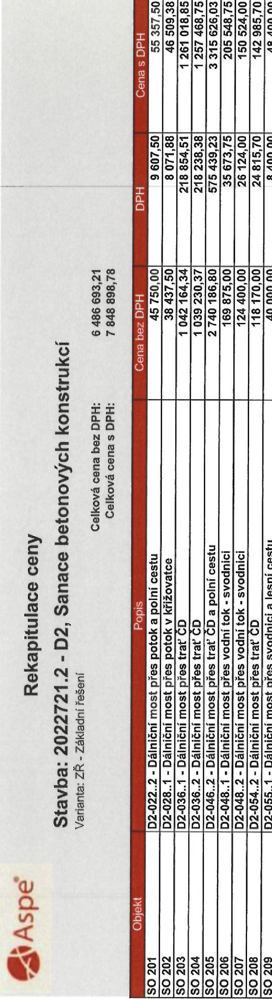 Aspe®
Rekapitulace ceny
Stavba: 2022721.2 - D2, Sanace betonových konstrukcí
Varianta: ZŘ - Základní řešení
Celková cena bez DPH: 6 486 693,21
Celková cena s DPH: 7 848 898,78
Objekt Popis Cena bez DPH DPH Cena s DPH
SO 201 D2-022..2 - Dálniční most přes potok a polní cestu 45 750,00 9 607,50 55 357,50
SO 202 D2-028..1 - Dálniční most přes potok v křižovatce 38 437,50 8 071,88 46 509,38
SO 203 D2-036..1 - Dálniční most přes trať ČD 1 042 164,34 218 854,51 1 261 018,85
SO 204 D2-036..2 - Dálniční most přes trať ČD 1 039 230,37 218 238,38 1 257 468,75
SO 205 D2-046..2 - Dálniční most přes trať ČD a polní cestu 2 740 186,80 575 439,23 3 315 626,03
SO 206 D2-048..1 - Dálniční most přes vodní tok - svodnici 169 875,00 35 673,75 205 548,75
SO 207 D2-048..2 - Dálniční most přes vodní tok - svodnici 124 400,00 26 124,00 150 524,00
SO 208 D2-054..2 - Dálniční most přes trať ČD 118 170,00 24 815,70 142 985,70
SO 209 D2-055..1 - Dálniční most přes svodnici a lesní cestu 40 000,00 8 400,00 48 400,00